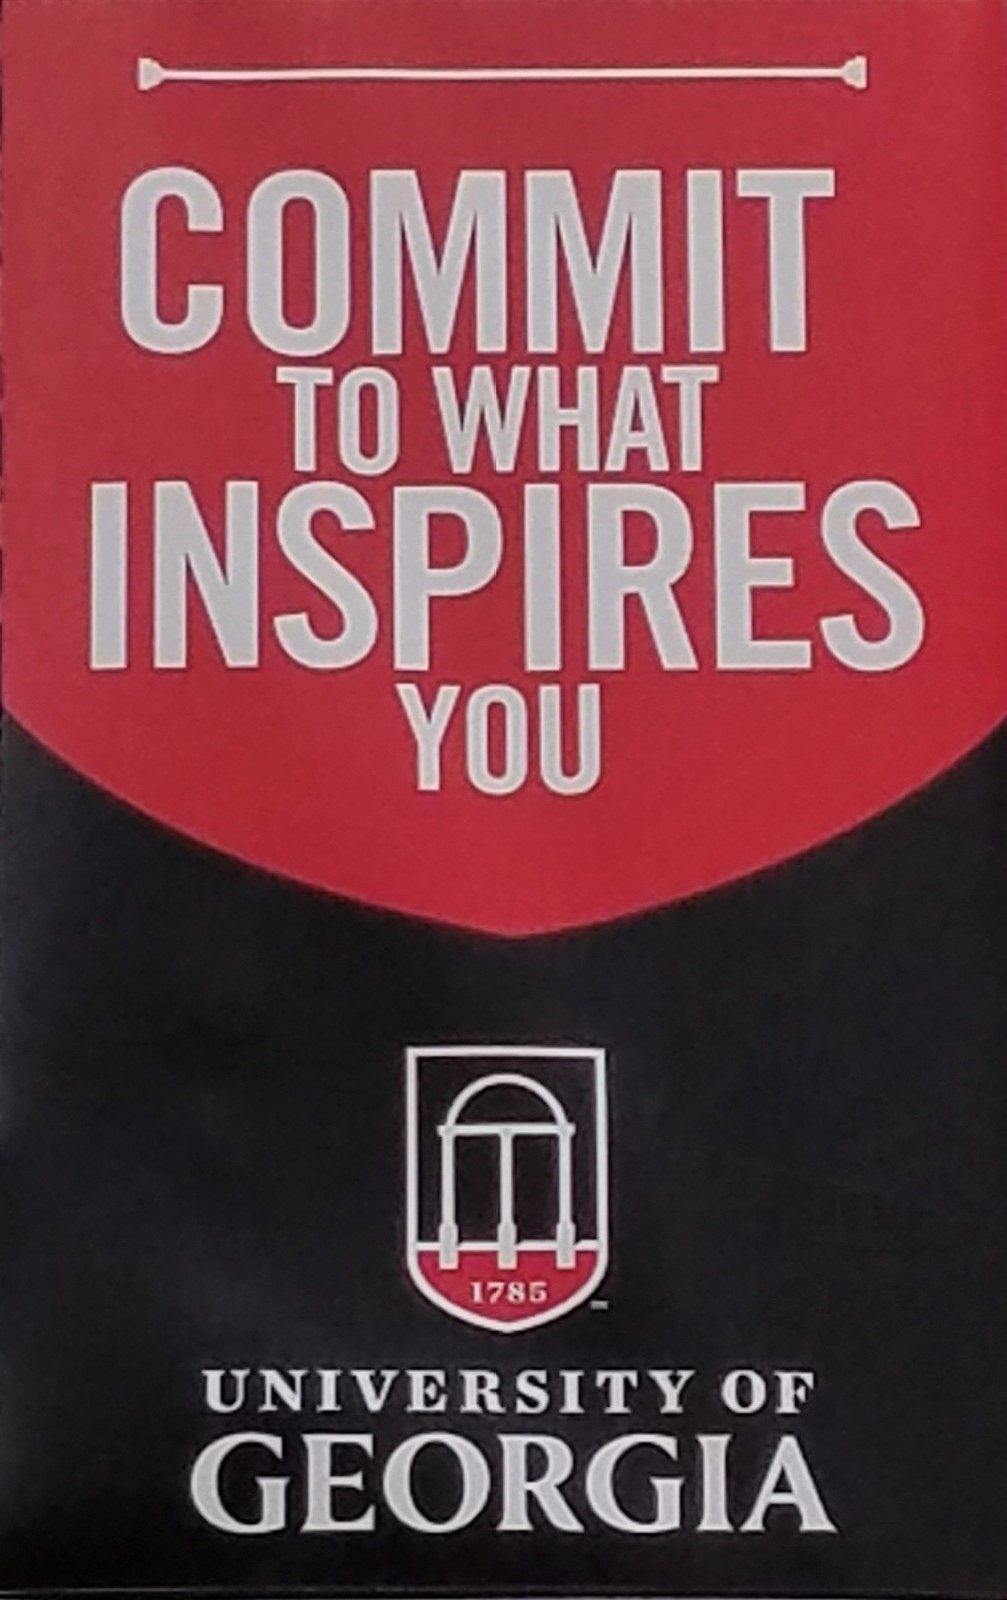 COMMIT
TO WHAT
INSPIRES
YOU
1785
UNIVERSITY OF
GEORGIA